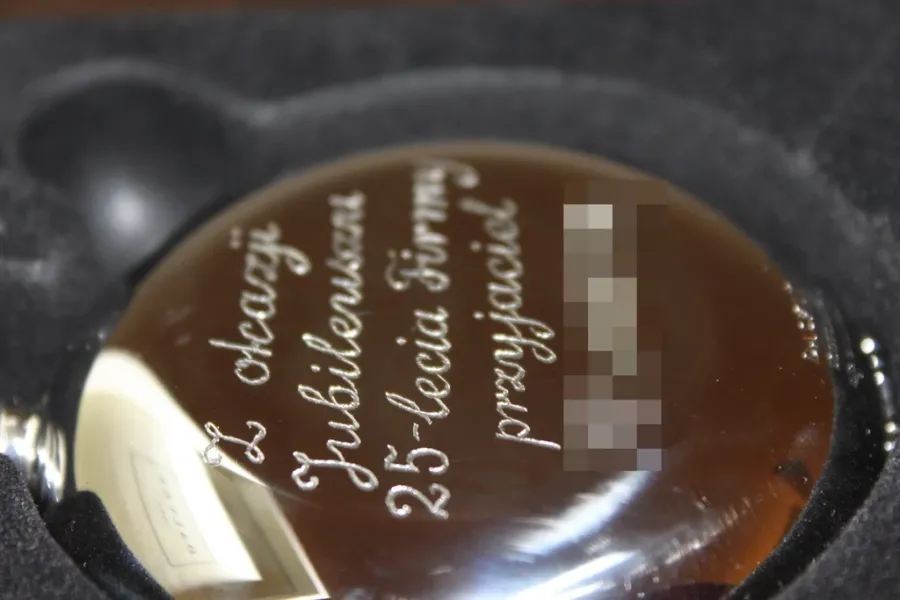 Z okazji
Jubileuszu
25-lecia Firmy
przyjaciel